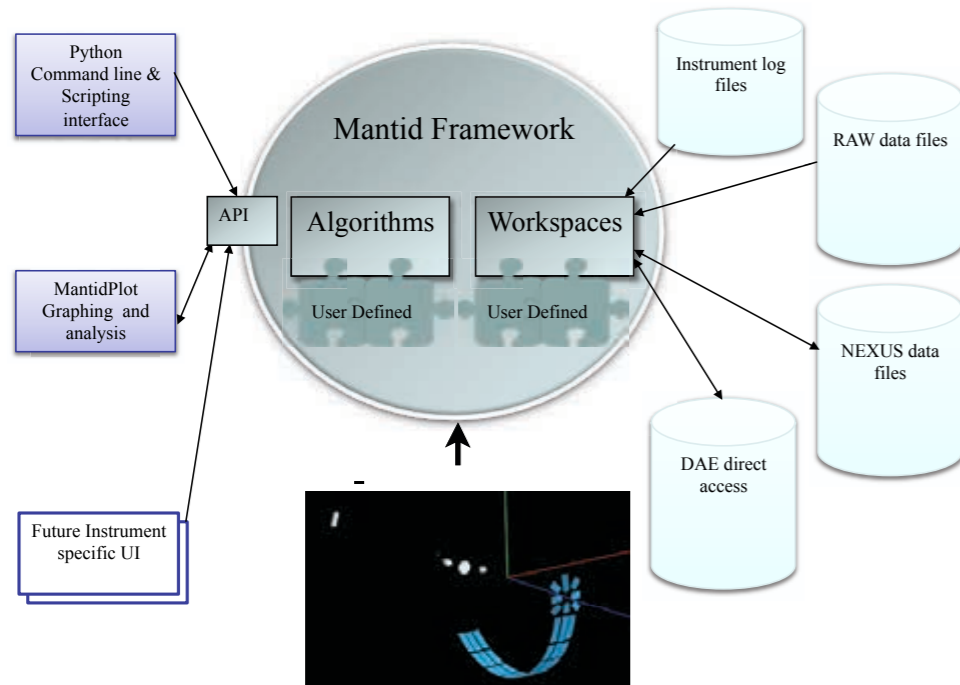 Python
Command line &
Scripting
interface
Mantid Framework
Instrument log
files
RAW data files
API
Algorithms
Workspaces
MantidPlot
Graphing and
analysis
User Defined
User Defined
NEXUS data
files
DAE direct
access
Future Instrument
specific UI